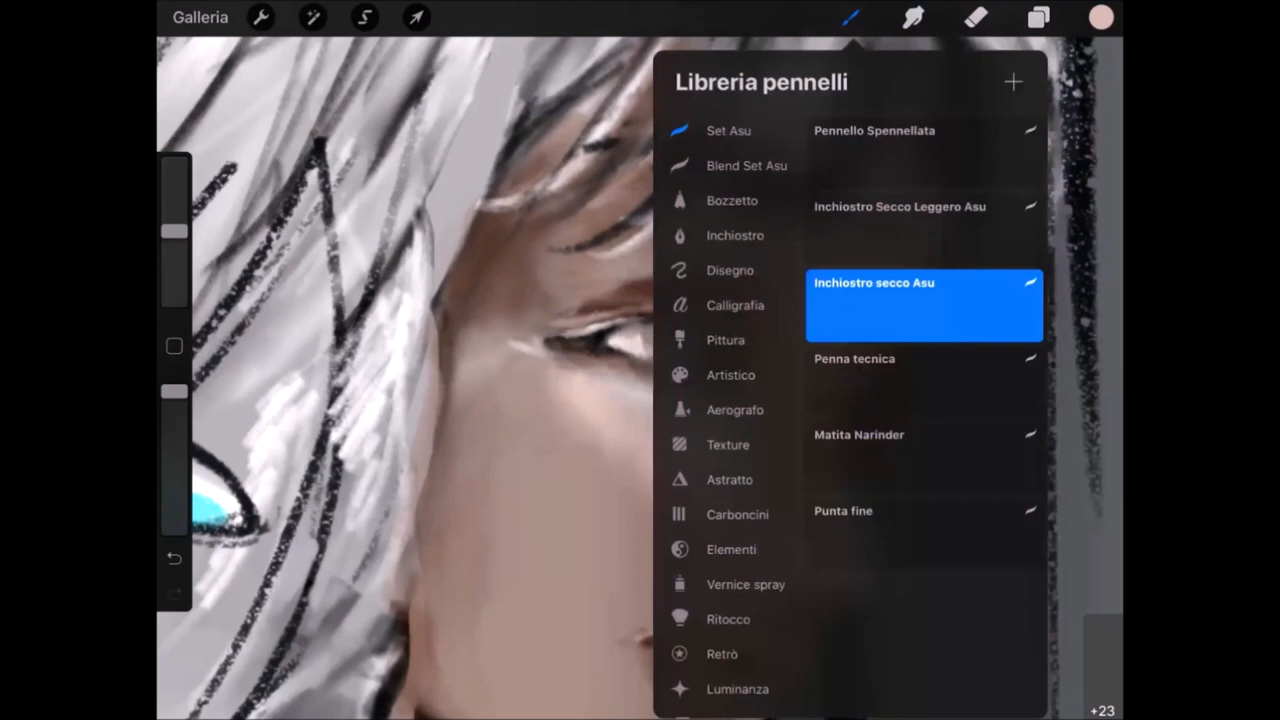 Galleria
Libreria pennelli
Set Asu
Blend Set Asu
Bozzetto
Inchiostro
Disegno
Calligrafia
Pittura
Artistico
Aerografo
Texture
Astratto
Carboncini
Elementi
Vernice spray
Ritocco
Retrò
Luminanza
Pennello Spennellata
Inchiostro Secco Leggero Asu
Inchiostro secco Asu
Penna tecnica
Matita Narinder
Punta fine
+23